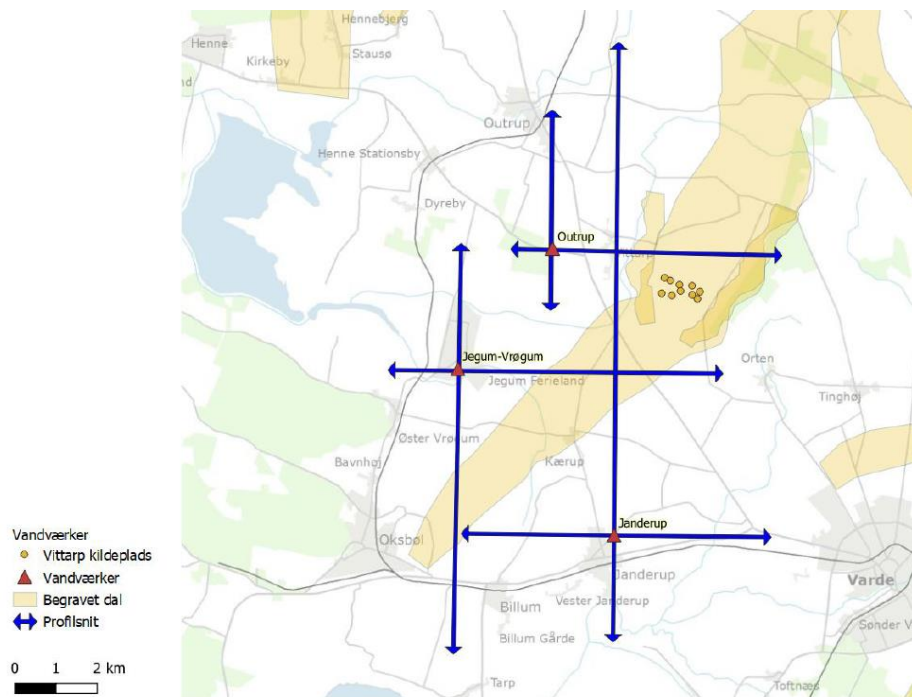 Hennebjerg
Henne
Stausø
Kirkeby
Outrup
Henne Stationsby
Dyreby
Outrup
Jegum-Vrøgum
Jegum Ferieland
Orten
Tinghøj
Øster Vrøgum
Kærup
Bavnhøj
Janderup
Oksbøl
Janderup
Varde
Vester Janderup
Billum
Billum Gårde
Sønder V
Tarp
Toftnæs
Vandværker
Vittarp kildeplads
Vandværker
Begravet dal
Profilsnit
0 1 2 km